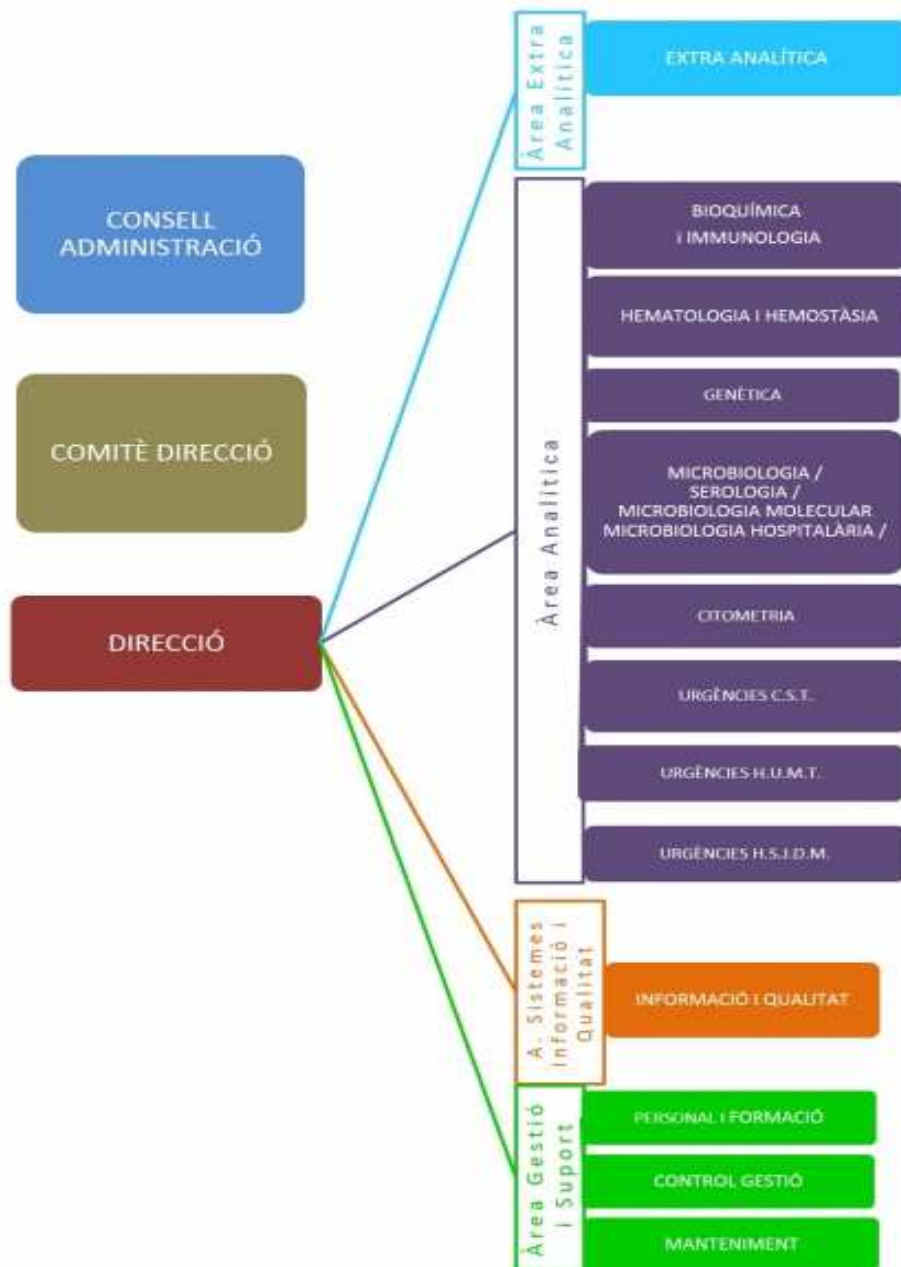 CONSELL
ADMINISTRACIÓ
COMITÈ DIRECCIÓ
DIRECCIÓ
Àrea Extra
Analítica
EXTRA ANALÍTICA
Àrea Analítica
BIOQUÍMICA
i IMMUNOLOGIA
HEMATOLOGIA I HEMOSTÀSIA
GENÈTICA
MICROBIOLOGIA /
SEROLOGIA /
MICROBIOLOGIA MOLECULAR
MICROBIOLOGIA HOSPITALÀRIA /
CITOMETRIA
URGÈNCIES C.S.T.
URGÈNCIES H.U.M.T.
URGÈNCIES H.S.J.D.M.
A. Sistemes
Informació i
Qualitat
INFORMACIÓ I QUALITAT
Àrea Gestió
i Suport
PERSONAL I FORMACIÓ
CONTROL GESTIÓ
MANTENIMENT